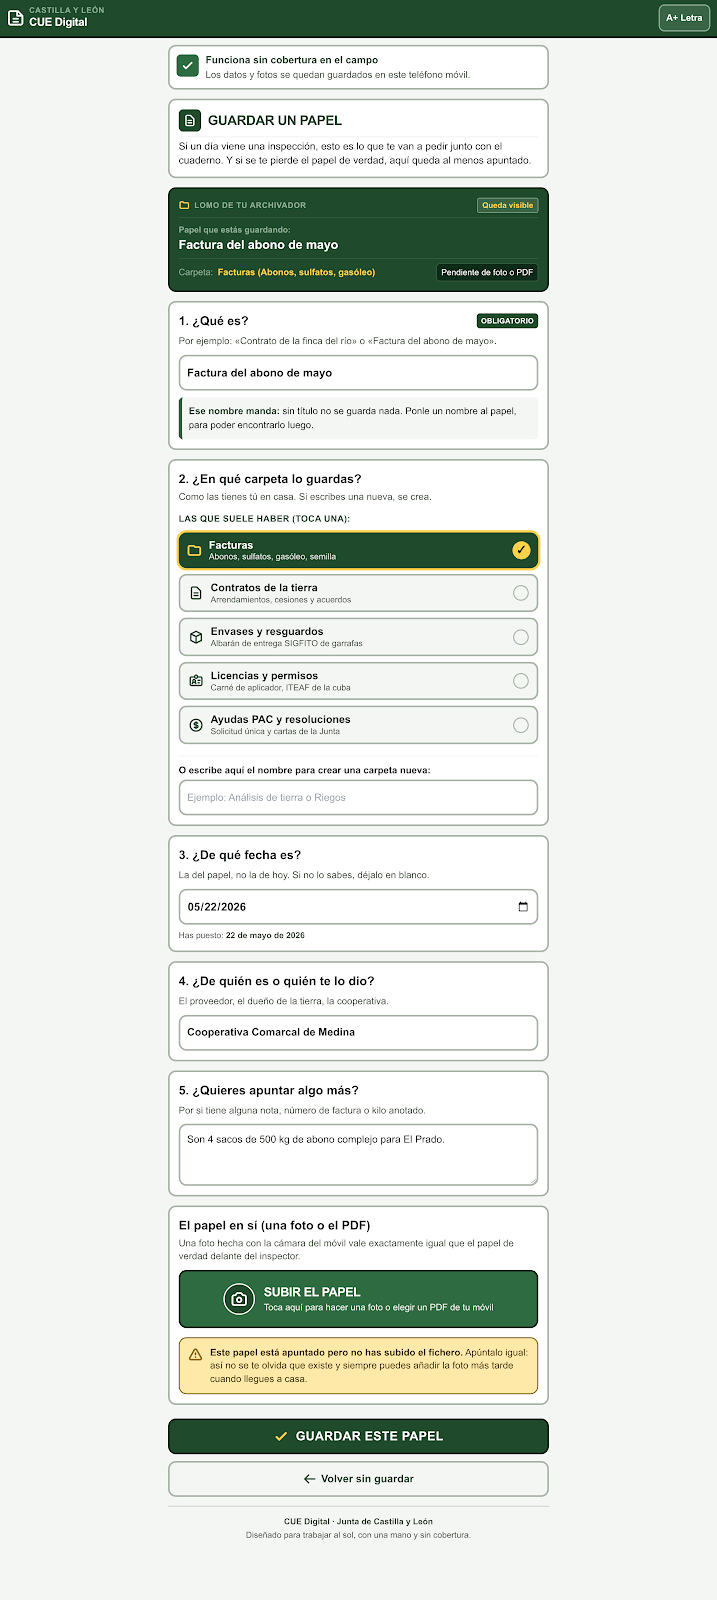 CASTILLA Y LEÓN
CUE Digital
A+ Letra
Funciona sin cobertura en el campo
Los datos y fotos se quedan guardados en este teléfono móvil.
GUARDAR UN PAPEL
Si un día viene una inspección, esto es lo que te van a pedir junto con el
cuaderno. Y si se te pierde el papel de verdad, aquí queda al menos apuntado.
LOMO DE TU ARCHIVADOR
Queda visible
Papel que estás guardando:
Factura del abono de mayo
Carpeta: Facturas (Abonos, sulfatos, gasóleo)
Pendiente de foto o PDF
1. ¿Qué es?
OBLIGATORIO
Por ejemplo: «Contrato de la finca del río» o «Factura del abono de mayo».
Factura del abono de mayo
Ese nombre manda: sin título no se guarda nada. Ponle un nombre al papel,
para poder encontrarlo luego.
2. ¿En qué carpeta lo guardas?
Como las tienes tú en casa. Si escribes una nueva, se crea.
LAS QUE SUELE HABER (TOCA UNA):
Facturas
Abonos, sulfatos, gasóleo, semilla
Contratos de la tierra
Arrendamientos, cesiones y acuerdos
Envases y resguardos
Albarán de entrega SIGFITO de garrafas
Licencias y permisos
Carné de aplicador, ITEAF de la cuba
Ayudas PAC y resoluciones
Solicitud única y cartas de la Junta
O escribe aquí el nombre para crear una carpeta nueva:
Ejemplo: Análisis de tierra o Riegos
3. ¿De qué fecha es?
La del papel, no la de hoy. Si no lo sabes, déjalo en blanco.
05/22/2026
Has puesto: 22 de mayo de 2026
4. ¿De quién es o quién te lo dio?
El proveedor, el dueño de la tierra, la cooperativa.
Cooperativa Comarcal de Medina
5. ¿Quieres apuntar algo más?
Por si tiene alguna nota, número de factura o kilo anotado.
Son 4 sacos de 500 kg de abono complejo para El Prado.
El papel en sí (una foto o el PDF)
Una foto hecha con la cámara del móvil vale exactamente igual que el papel de
verdad delante del inspector.
SUBIR EL PAPEL
Toca aquí para hacer una foto o elegir un PDF de tu móvil
Este papel está apuntado pero no has subido el fichero. Apúntalo igual:
así no se te olvida que existe y siempre puedes añadir la foto más tarde
cuando llegues a casa.
GUARDAR ESTE PAPEL
Volver sin guardar
CUE Digital · Junta de Castilla y León
Diseñado para trabajar al sol, con una mano y sin cobertura.